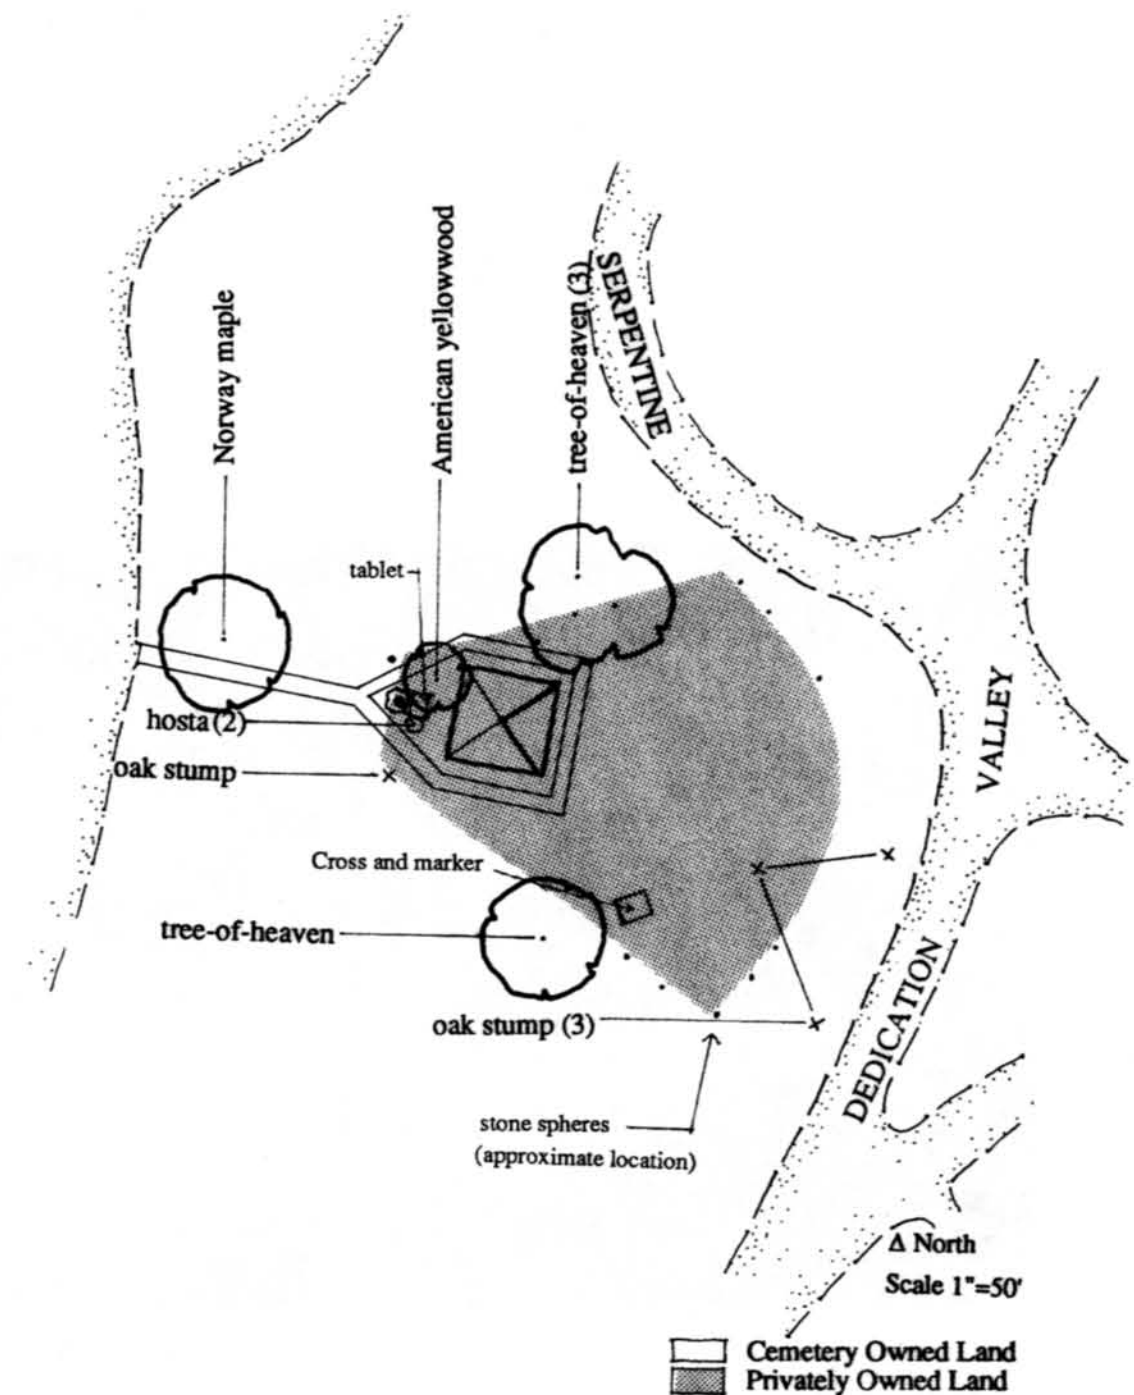 SERPENTINE
American yellowwood
tree-of-heaven (3)
Norway maple
tablet
hosta (2)
oak stump
VALLEY
Cross and marker
tree-of-heaven
oak stump (3)
DEDICATION
stone spheres
(approximate location)
Δ North
Scale 1"=50'
Cemetery Owned Land
Privately Owned Land